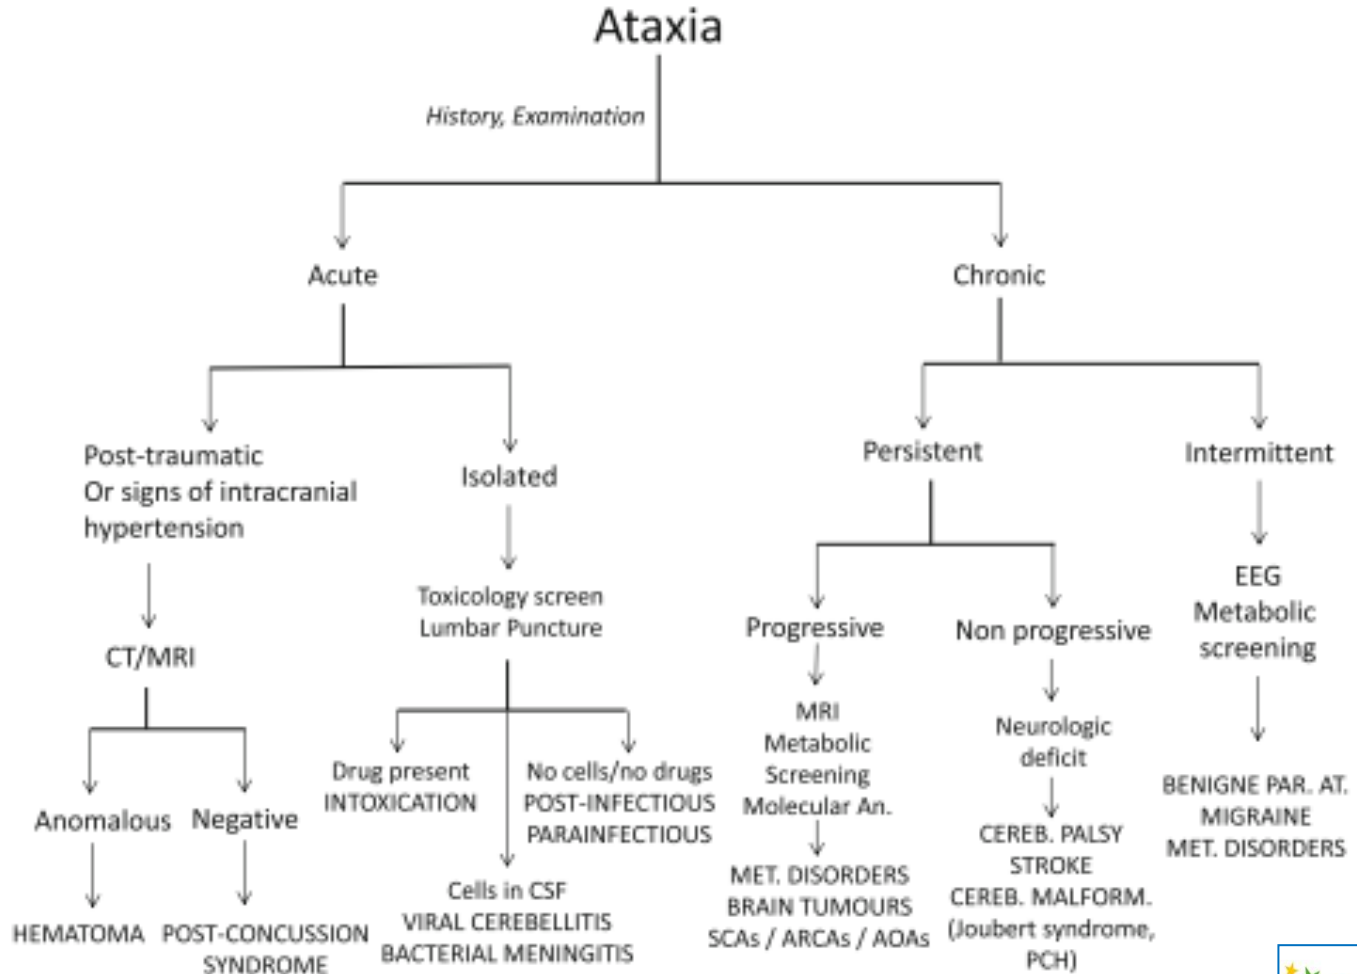 Ataxia
History, Examination
Acute
Chronic
Post-traumatic
Or signs of intracranial
hypertension
Isolated
Persistent
Intermittent
CT/MRI
Toxicology screen
Lumbar Puncture
Progressive
Non progressive
EEG
Metabolic
screening
Anomalous
Negative
Drug present
INTOXICATION
No cells/no drugs
POST-INFECTIOUS
PARAINFECTIOUS
MRI
Metabolic
Screening
Molecular An.
Neurologic
deficit
BENIGNE PAR. AT.
MIGRAINE
MET. DISORDERS
HEMATOMA
POST-CONCUSSION
SYNDROME
Cells in CSF
VIRAL CEREBELLITIS
BACTERIAL MENINGITIS
MET. DISORDERS
BRAIN TUMOURS
SCAs / ARCAs / AOAs
CEREB. PALSY
STROKE
CEREB. MALFORM.
(Joubert syndrome,
PCH)